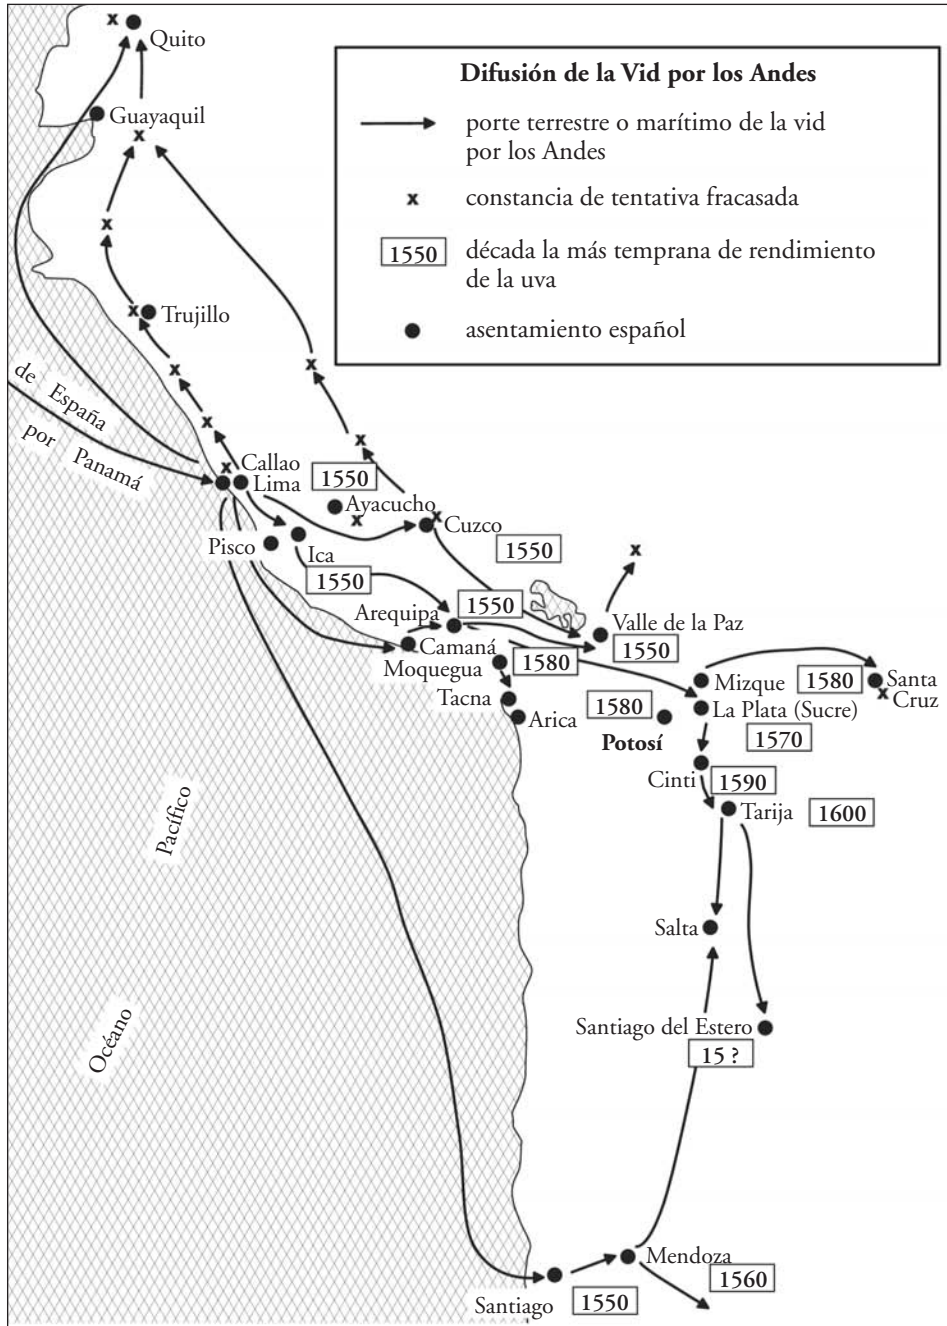 Quito
Guayaquil
Difusión de la Vid por los Andes
porte terrestre o marítimo de la vid
por los Andes
x constancia de tentativa fracasada
1550 década la más temprana de rendimiento
de la uva
asentamiento español
Trujillo
de España
por Panamá
Callao
Lima
1550
Ayacucho
Cuzco
1550
Pisco
Ica
1550
Arequipa
1550
Camaná
Valle de la Paz
1550
Moquegua
1580
Tacna
Arica
Mizque
1580
Santa
Cruz
1580
La Plata (Sucre)
1570
Potosí
Cinti
1590
Tarija
1600
Pacífico
Salta
Océano
Santiago del Estero
15 ?
Mendoza
1560
Santiago
1550